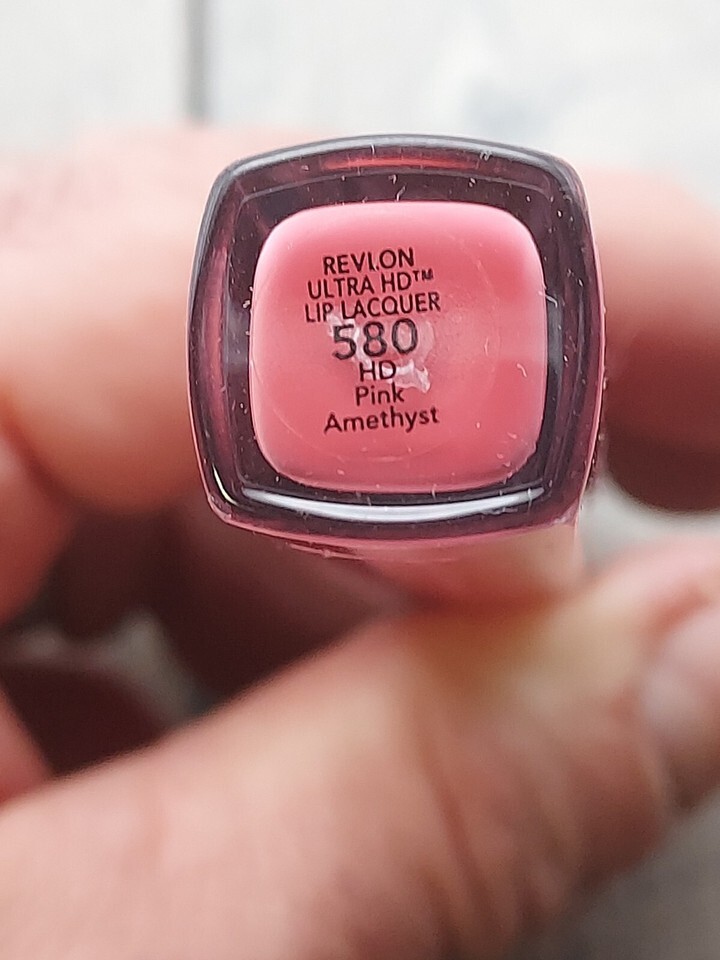 REVLON
ULTRA HD™
LIP LACQUER
580
HD
Pink
Amethyst